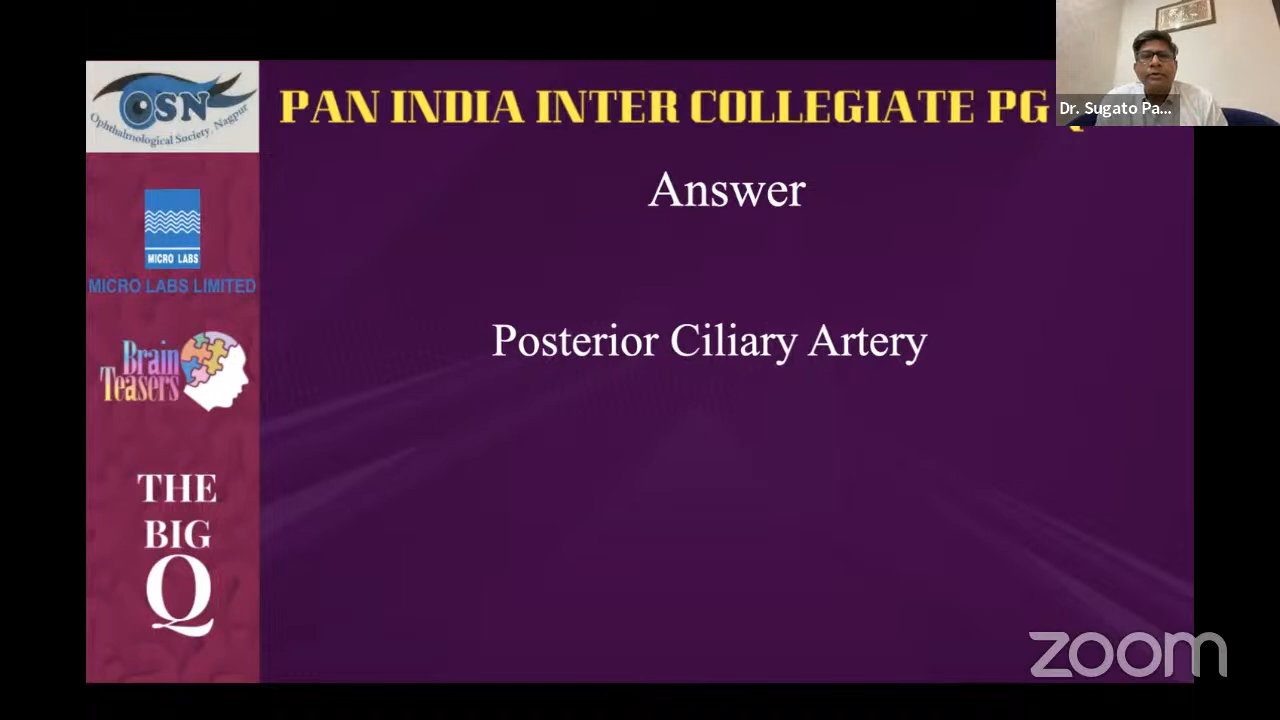 OSN
Ophthalmological Society, Nagpur
MICRO LABS
MICRO LABS LIMITED
Brain
Teasers
THE
BIG
Q
PAN INDIA INTER COLLEGIATE PG
Answer
Posterior Ciliary Artery
Dr. Sugato Pa...
zoom